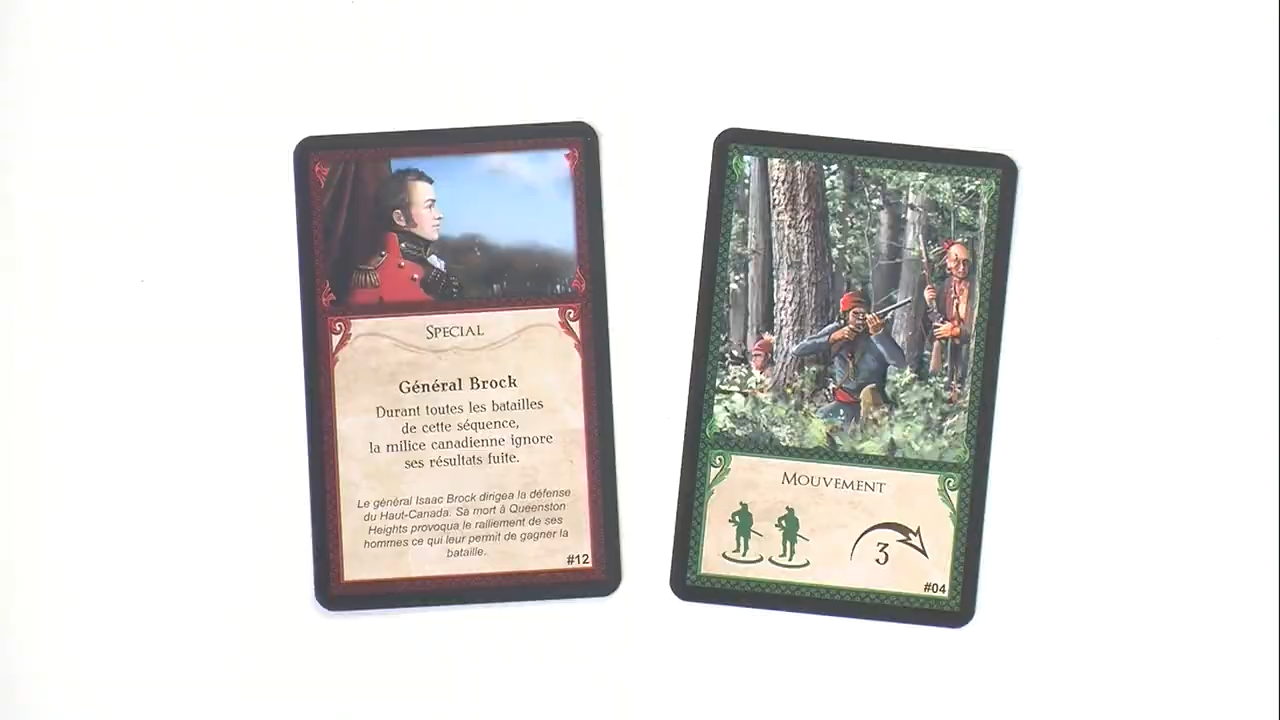 SPECIAL
Général Brock
Durant toutes les batailles
de cette séquence,
la milice canadienne ignore
ses résultats fuite.
Le général Isaac Brock dirigea la défense
du Haut-Canada. Sa mort à Queenston
Heights provoqua le ralliement de ses
hommes ce qui leur permit de gagner la
bataille.
#12
MOUVEMENT
3
#04